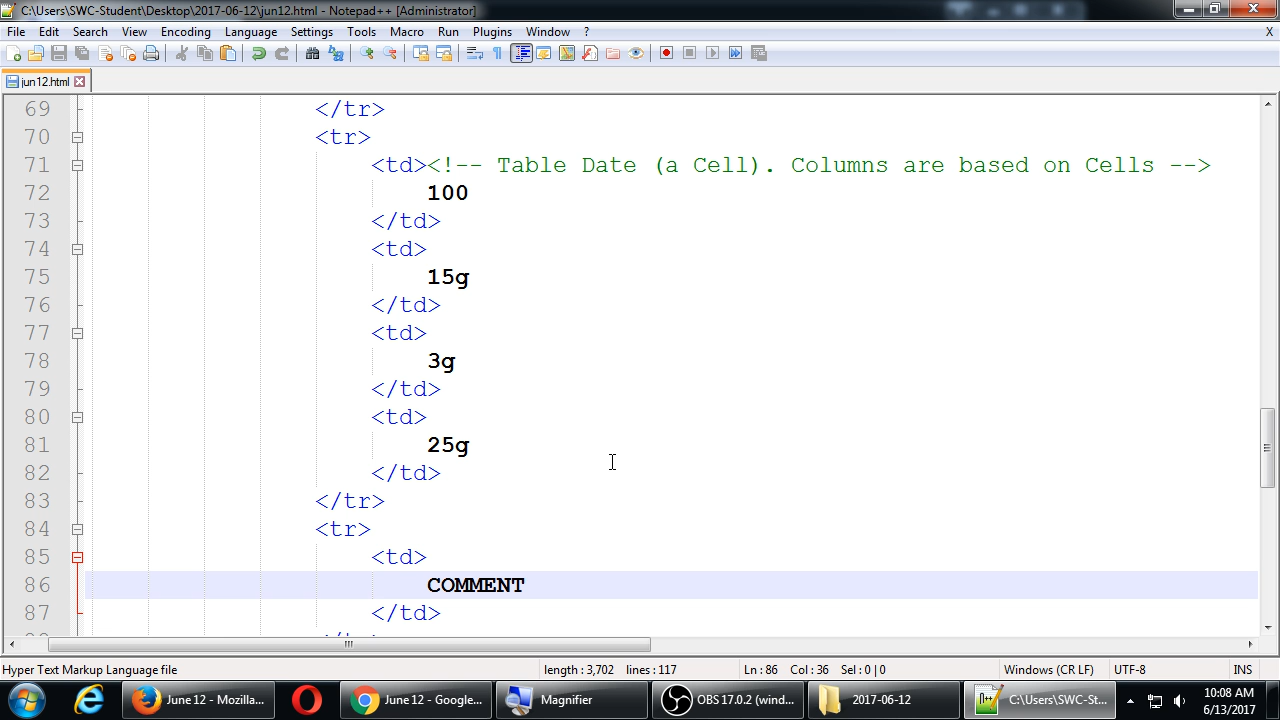 C:\Users\SWC-Student\Desktop\2017-06-12\jun12.html - Notepad++ [Administrator]
File Edit Search View Encoding Language Settings Tools Macro Run Plugins Window ? X
jun12.html
69 </tr>
70 <tr>
71 <td><!-- Table Date (a Cell). Columns are based on Cells -->
72 100
73 </td>
74 <td>
75 15g
76 </td>
77 <td>
78 3g
79 </td>
80 <td>
81 25g
82 </td>
83 </tr>
84 <tr>
85 <td>
86 COMMENT
87 </td>
Hyper Text Markup Language file length : 3,702 lines : 117 Ln : 86 Col : 36 Sel : 0 | 0 Windows (CR LF) UTF-8 INS
June 12 - Mozilla... June 12 - Google... Magnifier OBS 17.0.2 (wind... 2017-06-12 C:\Users\SWC-St... 10:08 AM
6/13/2017